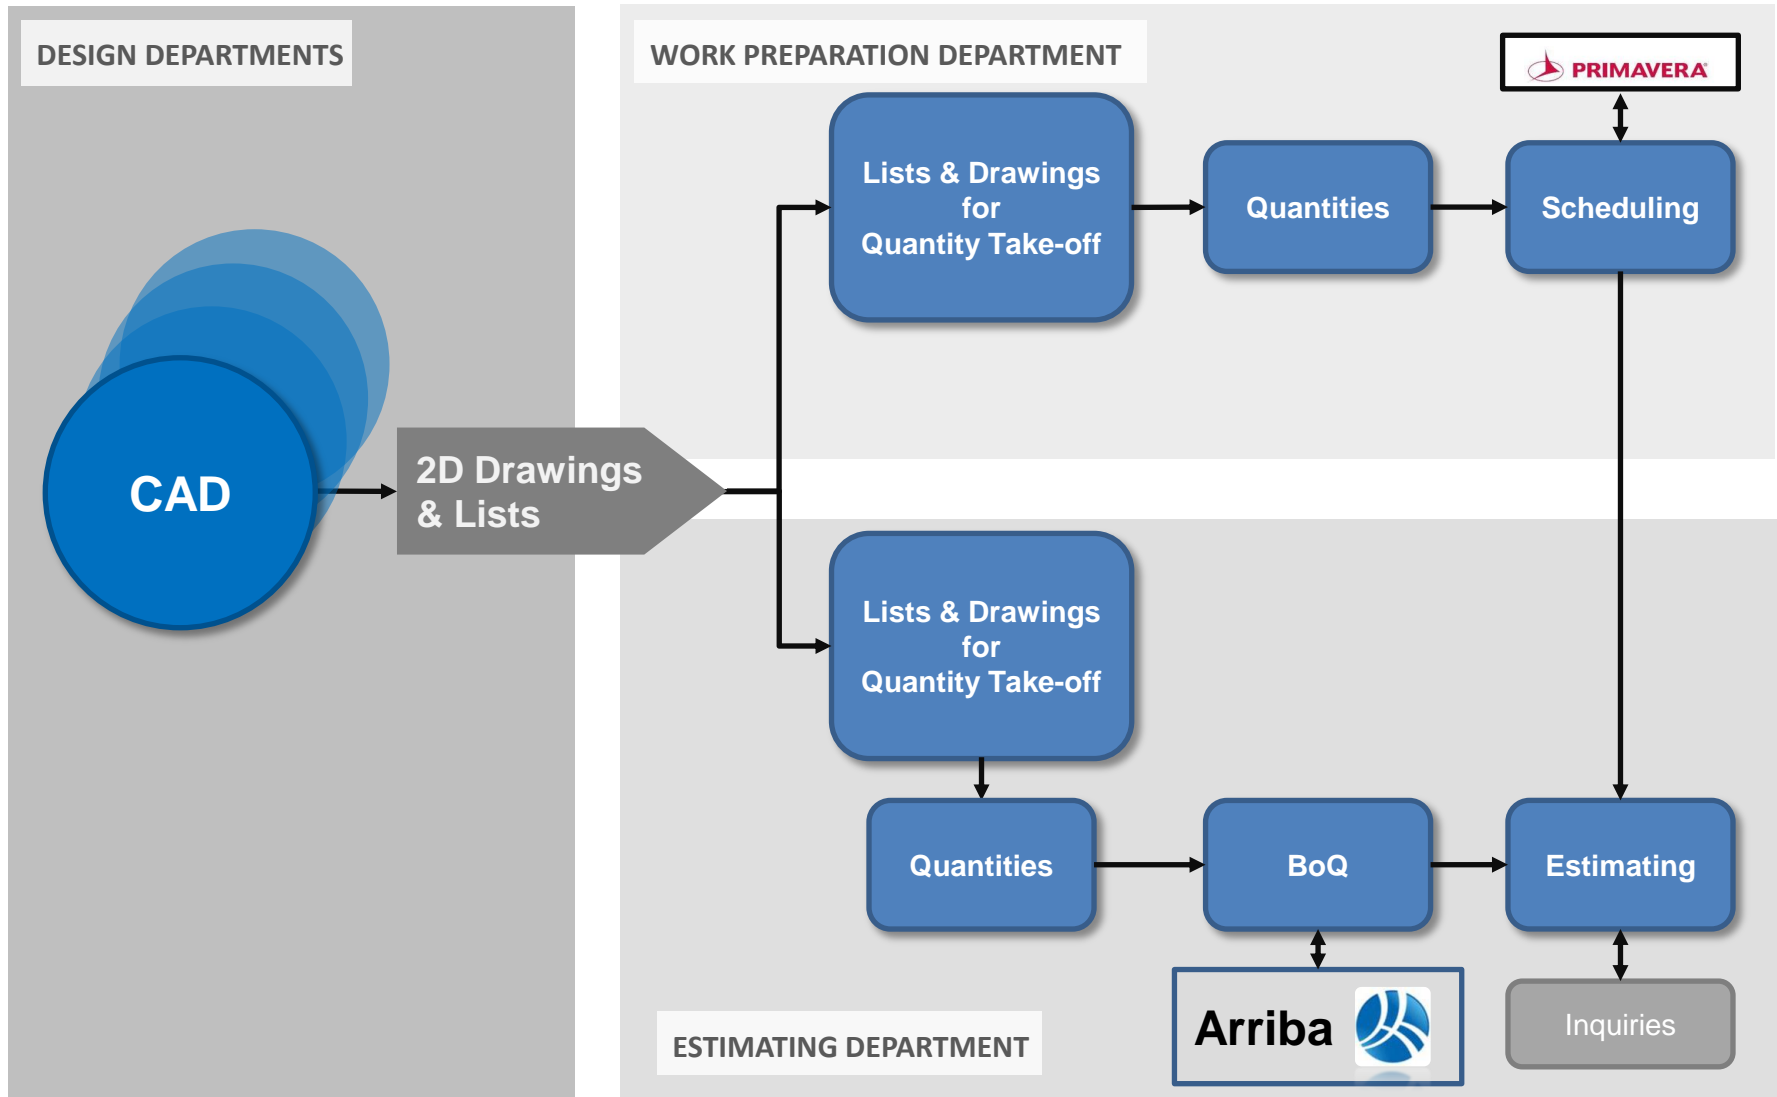 DESIGN DEPARTMENTS
WORK PREPARATION DEPARTMENT
PRIMAVERA
Lists & Drawings
for
Quantity Take-off
Quantities
Scheduling
CAD
2D Drawings
& Lists
Lists & Drawings
for
Quantity Take-off
Quantities
BoQ
Estimating
Arriba
Inquiries
ESTIMATING DEPARTMENT